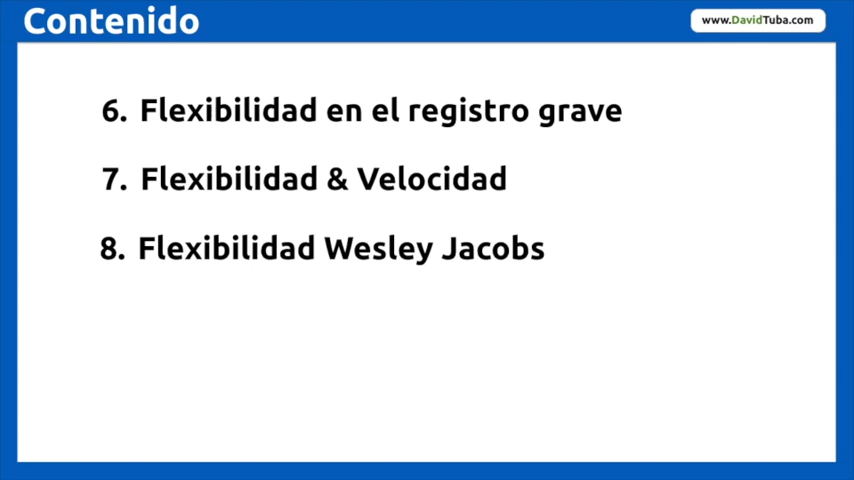 Contenido
www.DavidTuba.com
6. Flexibilidad en el registro grave
7. Flexibilidad & Velocidad
8. Flexibilidad Wesley Jacobs